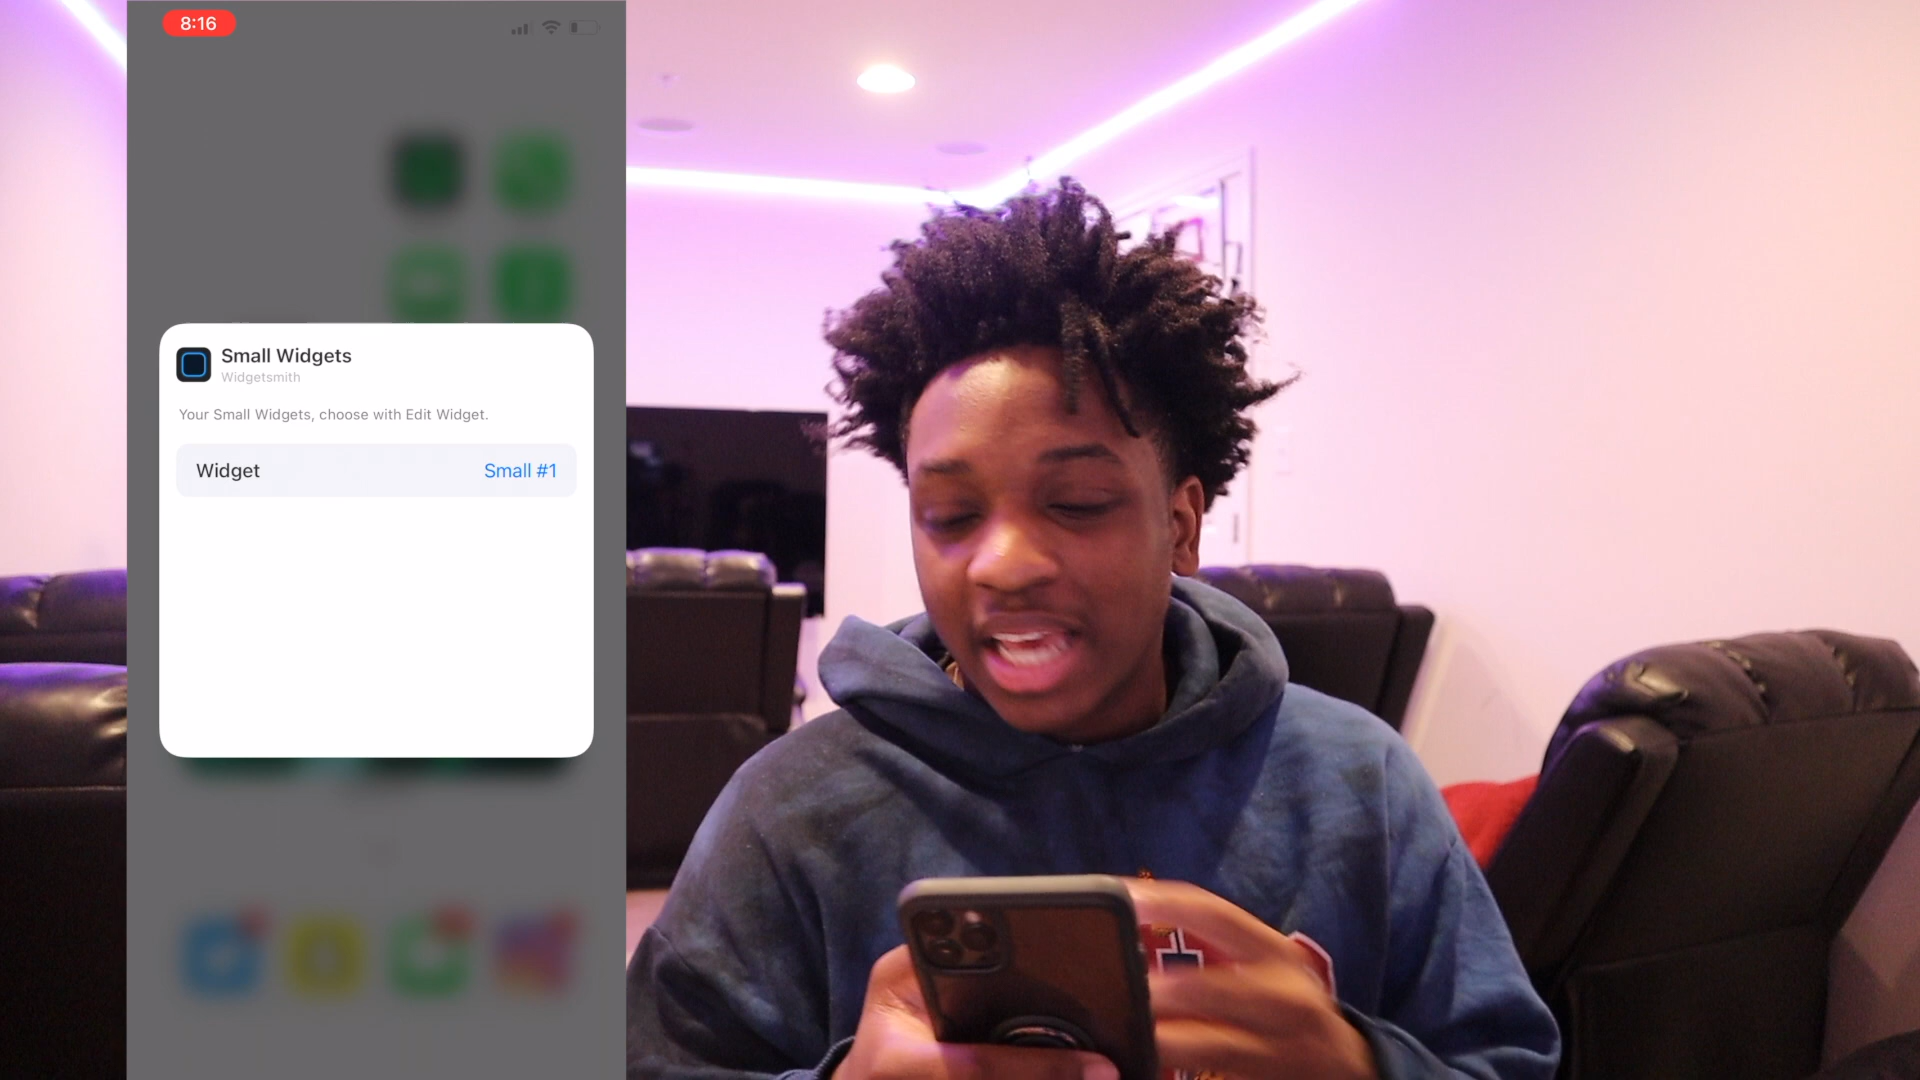 8:16
Small Widgets
Widgetsmith
Your Small Widgets, choose with Edit Widget.
Widget
Small #1